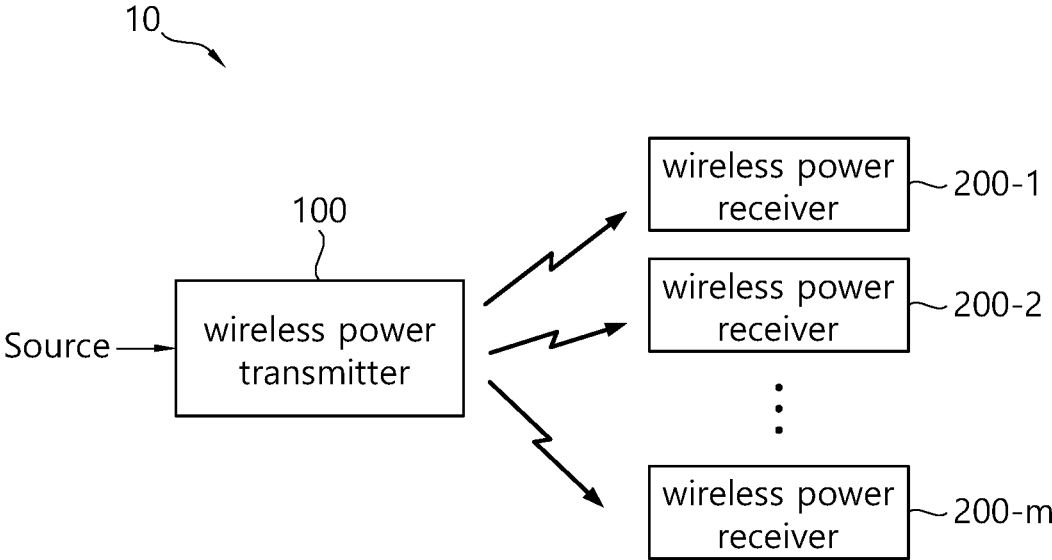 10
100
Source
wireless power
transmitter
wireless power
receiver
200-1
wireless power
receiver
200-2
wireless power
receiver
200-m